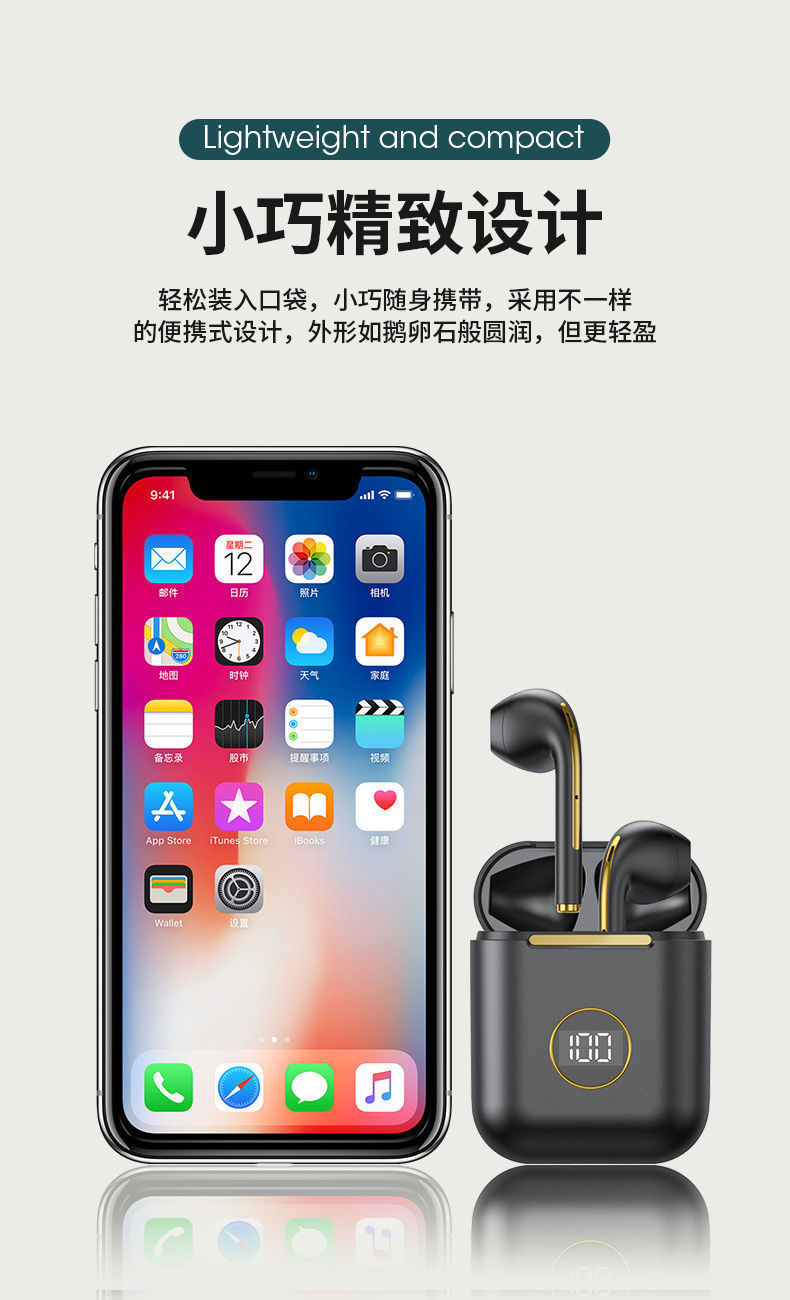 Lightweight and compact
小巧精致设计
轻松装入口袋，小巧随身携带，采用不一样
的便携式设计，外形如鹅卵石般圆润，但更轻盈
9:41
星期二
12
邮件 日历 照片 相机
280
地图 时钟 天气 家庭
备忘录 股市 提醒事项 视频
App Store iTunes Store iBooks 健康
Wallet 设置
100